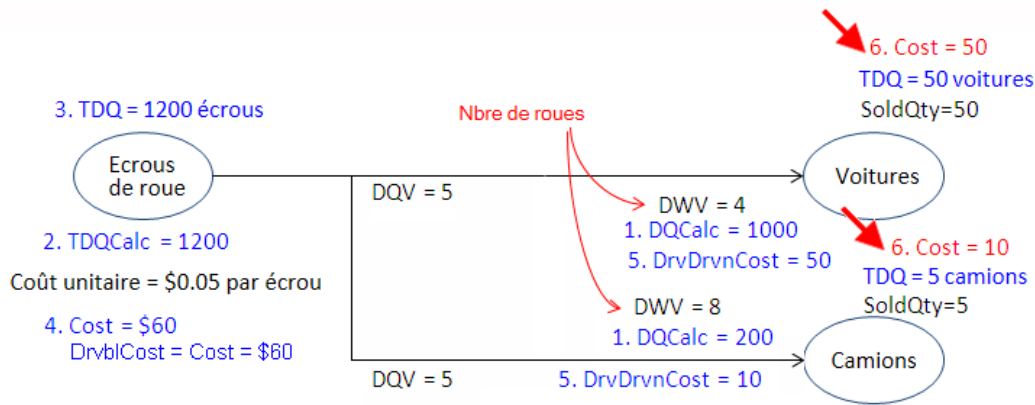 6. Cost = 50
TDQ = 50 voitures
SoldQty=50
3. TDQ = 1200 écrous
Nbre de roues
Ecrous
de roue
Voitures
DQV = 5
DWV = 4
1. DQCalc = 1000
5. DrvDrvnCost = 50
2. TDQCalc = 1200
Coût unitaire = $0.05 par écrou
4. Cost = $60
DrvblCost = Cost = $60
6. Cost = 10
TDQ = 5 camions
SoldQty=5
DWV = 8
1. DQCalc = 200
Camions
DQV = 5
5. DrvDrvnCost = 10